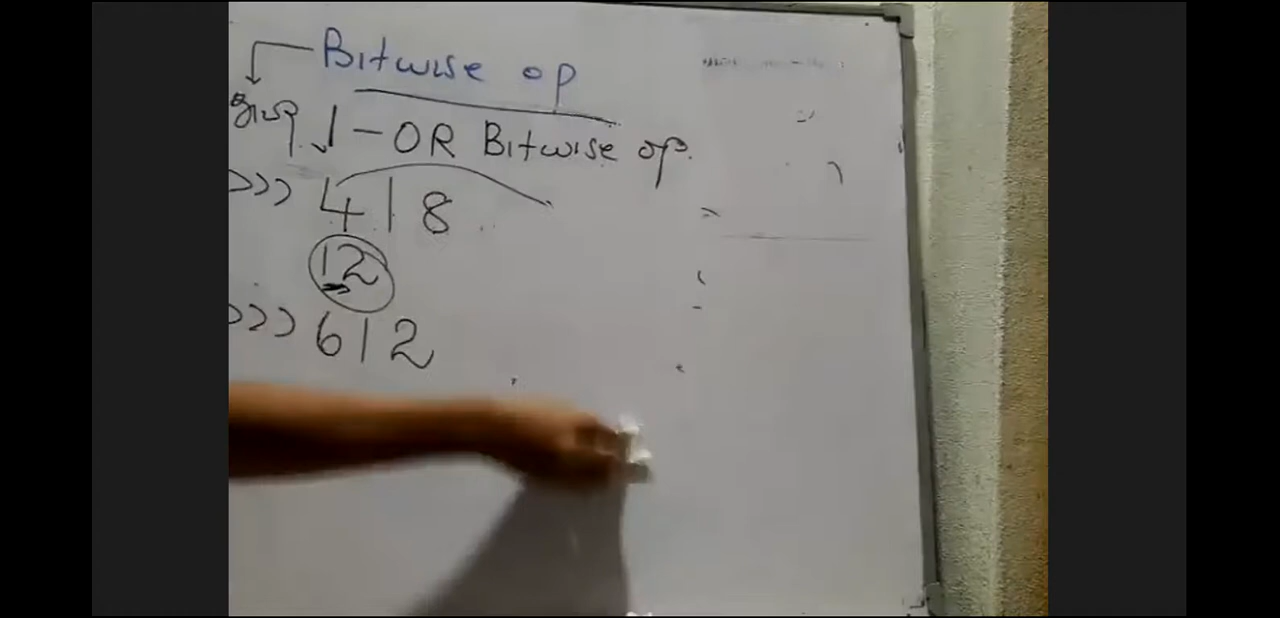 Bitwise op
1 - OR Bitwise op.
>>> 4 | 8
12
>>> 6 | 2